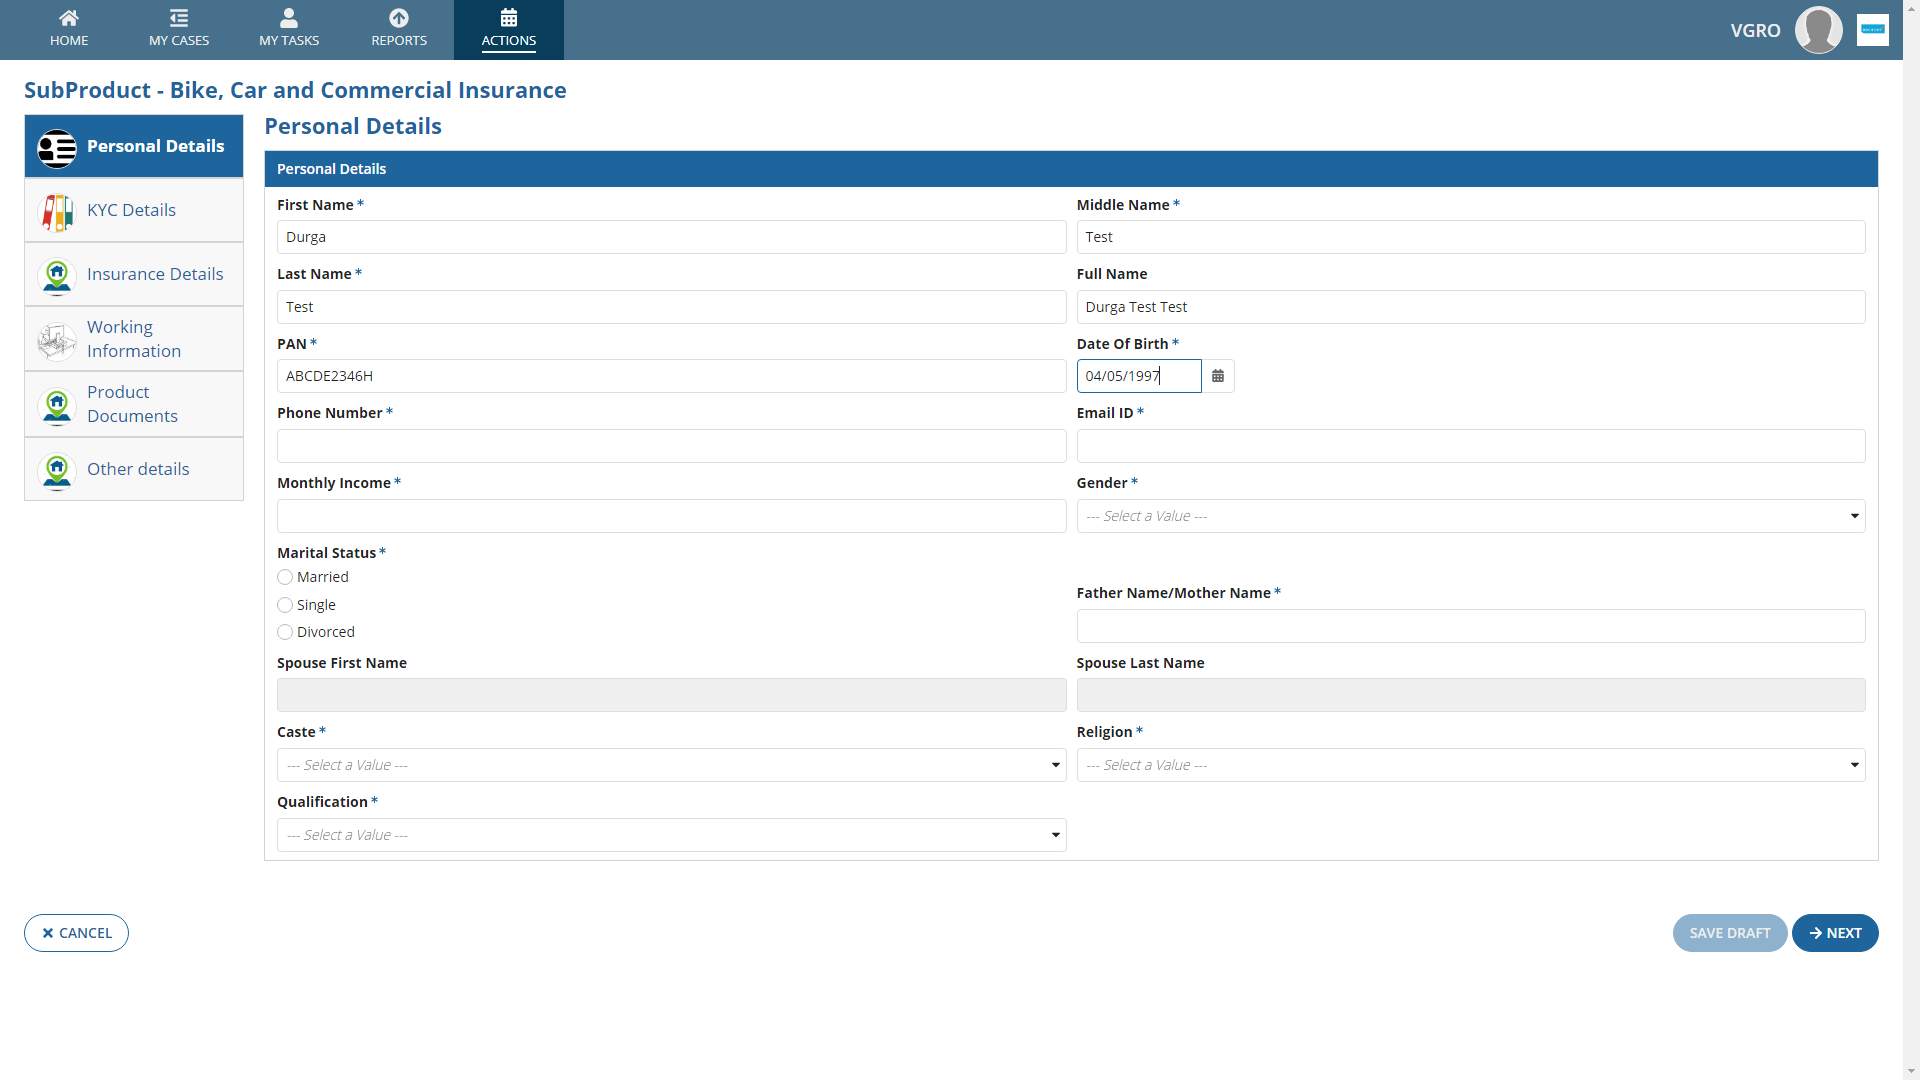 HOME
MY CASES
MY TASKS
REPORTS
ACTIONS
VGRO
SubProduct - Bike, Car and Commercial Insurance
Personal Details
KYC Details
Insurance Details
Working
Information
Product
Documents
Other details
Personal Details
Personal Details
First Name *
Middle Name *
Durga
Test
Last Name *
Full Name
Test
Durga Test Test
PAN *
Date Of Birth *
ABCDE2346H
04/05/1997
Phone Number *
Email ID *
Monthly Income *
Gender *
--- Select a Value ---
Marital Status *
Married
Single
Divorced
Father Name/Mother Name *
Spouse First Name
Spouse Last Name
Caste *
Religion *
--- Select a Value ---
--- Select a Value ---
Qualification *
--- Select a Value ---
CANCEL
SAVE DRAFT
NEXT